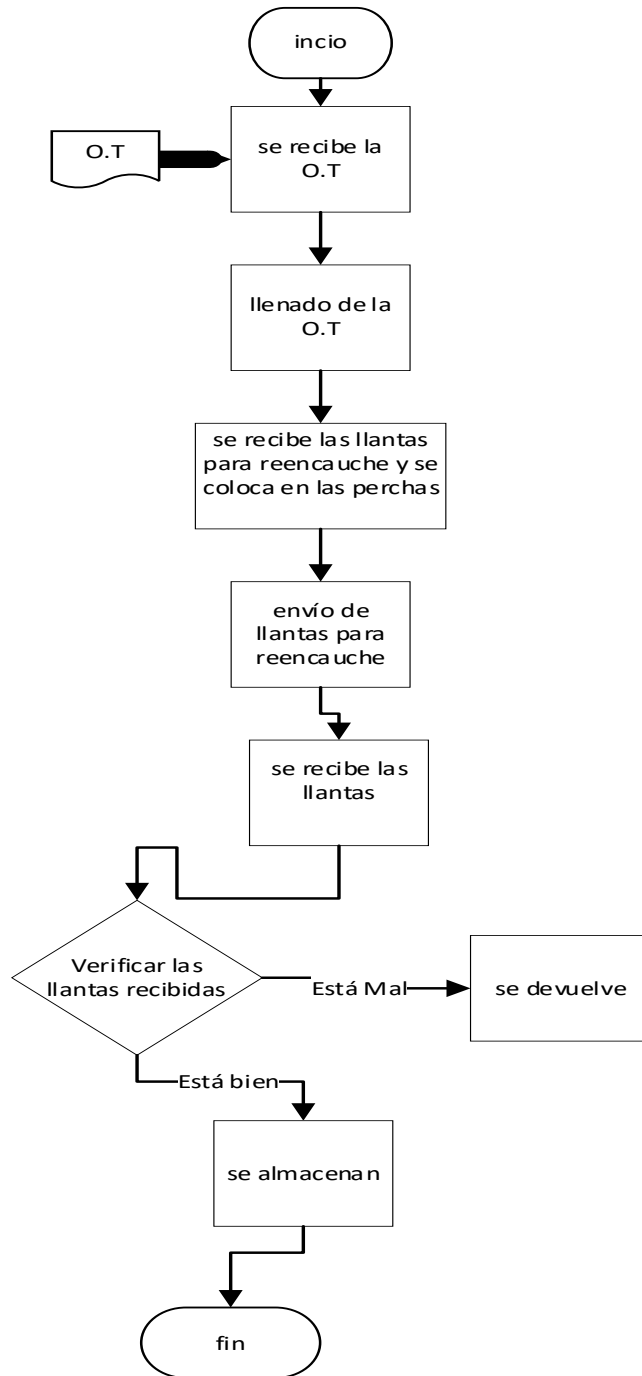 incio
O.T
se recibe la
O.T
llenado de la
O.T
se recibe las llantas
para reencauche y se
coloca en las perchas
envío de
llantas para
reencauche
se recibe las
llantas
Verificar las
llantas recibidas
Está Mal
se devuelve
Está bien
se almacenan
fin